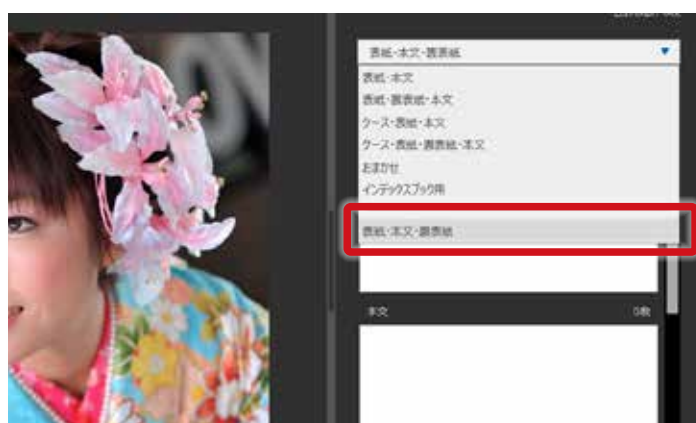 表紙・本文・裏表紙
表紙・本文
表紙・裏表紙・本文
ケース・表紙・本文
ケース・表紙・裏表紙・本文
おまかせ
インデックスブック用
表紙・本文・裏表紙
本文 0枚